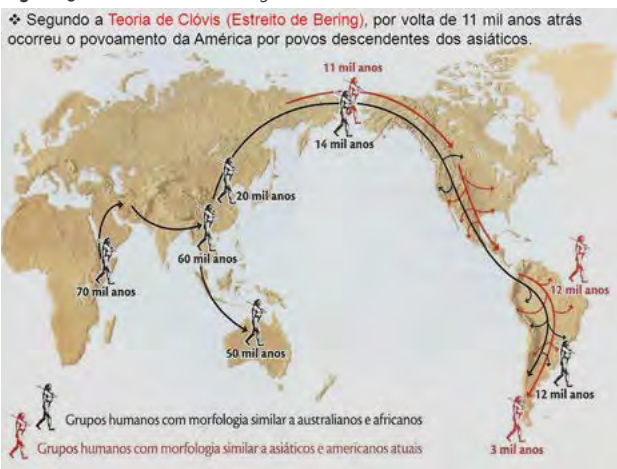 ❖ Segundo a Teoria de Clóvis (Estreito de Bering), por volta de 11 mil anos atrás
ocorreu o povoamento da América por povos descendentes dos asiáticos.
11 mil anos
14 mil anos
20 mil anos
60 mil anos
70 mil anos
12 mil anos
50 mil anos
12 mil anos
Grupos humanos com morfologia similar a australianos e africanos
Grupos humanos com morfologia similar a asiáticos e americanos atuais
3 mil anos